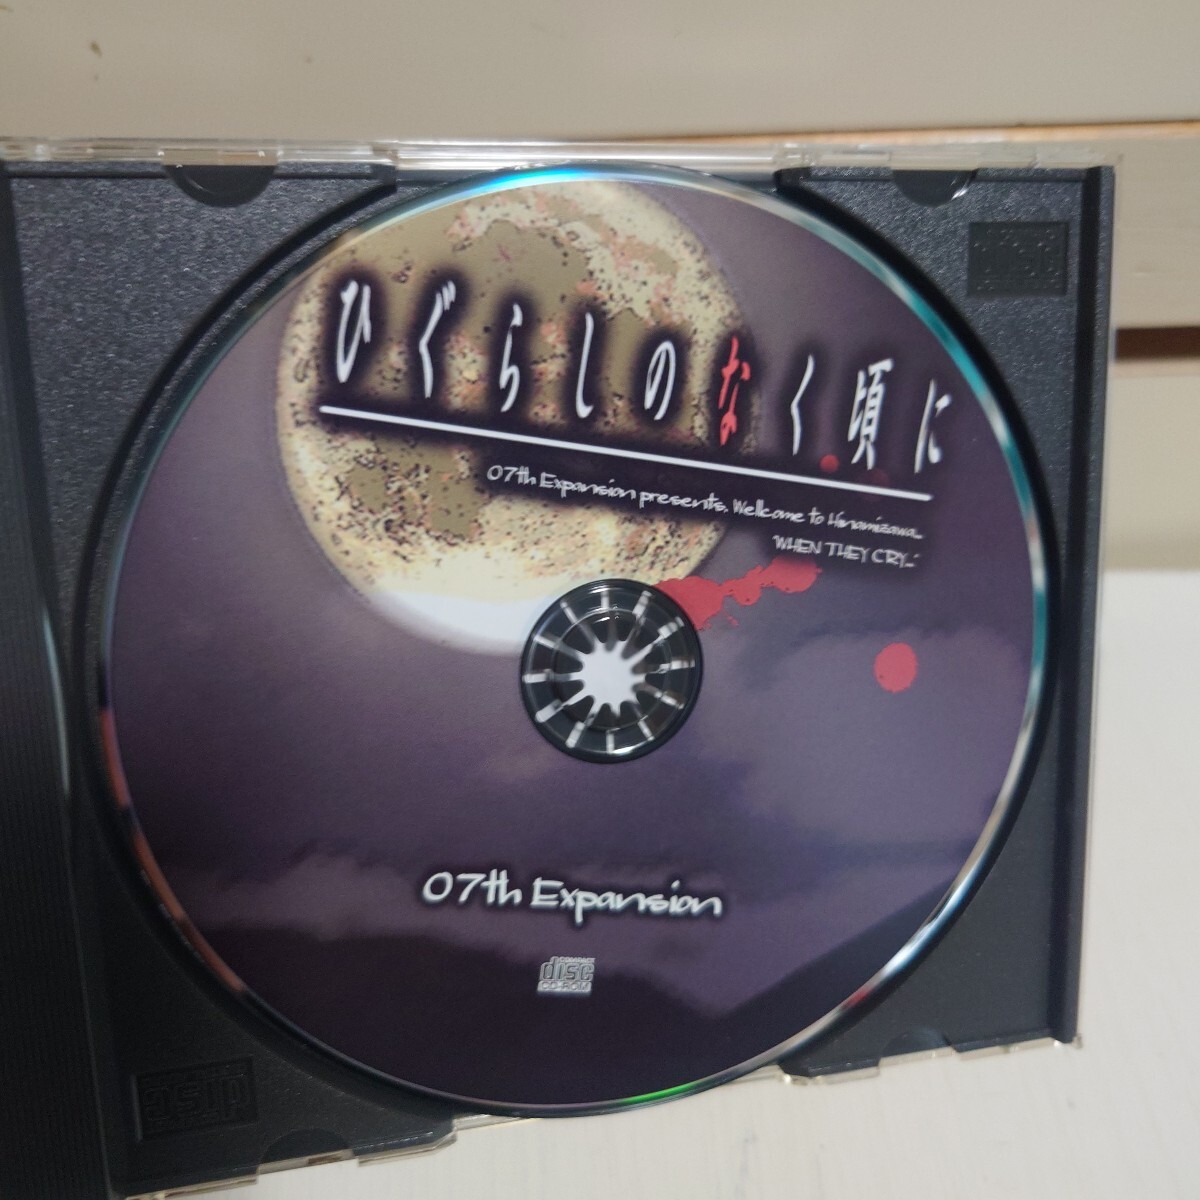 ひぐらしのなく頃に
07th Expansion presents. Wellcome to Hinamizawa...
"WHEN THEY CRY..."
07th Expansion
COMPACT
disc
CD-ROM